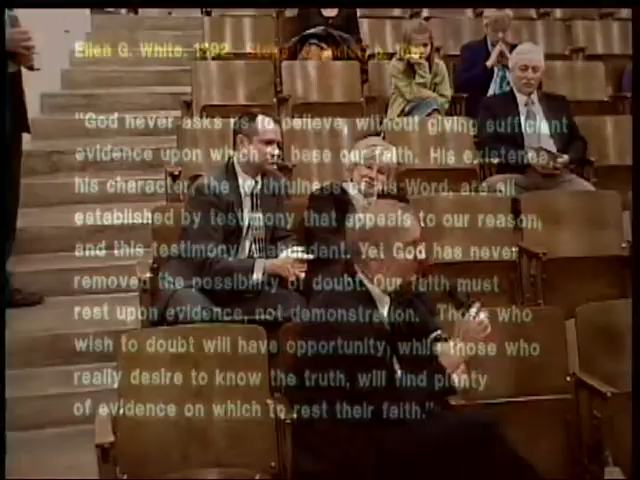 Ellen G. White, 1892
"God never asks us to believe, without giving sufficient
evidence upon which to base our faith. His existence,
his character, the truthfulness of his Word, are all
established by testimony that appeals to our reason,
and this testimony is abundant. Yet God has never
removed the possibility of doubt. Our faith must
rest upon evidence, not demonstration. Those who
wish to doubt will have opportunity, while those who
really desire to know the truth, will find plenty
of evidence on which to rest their faith."